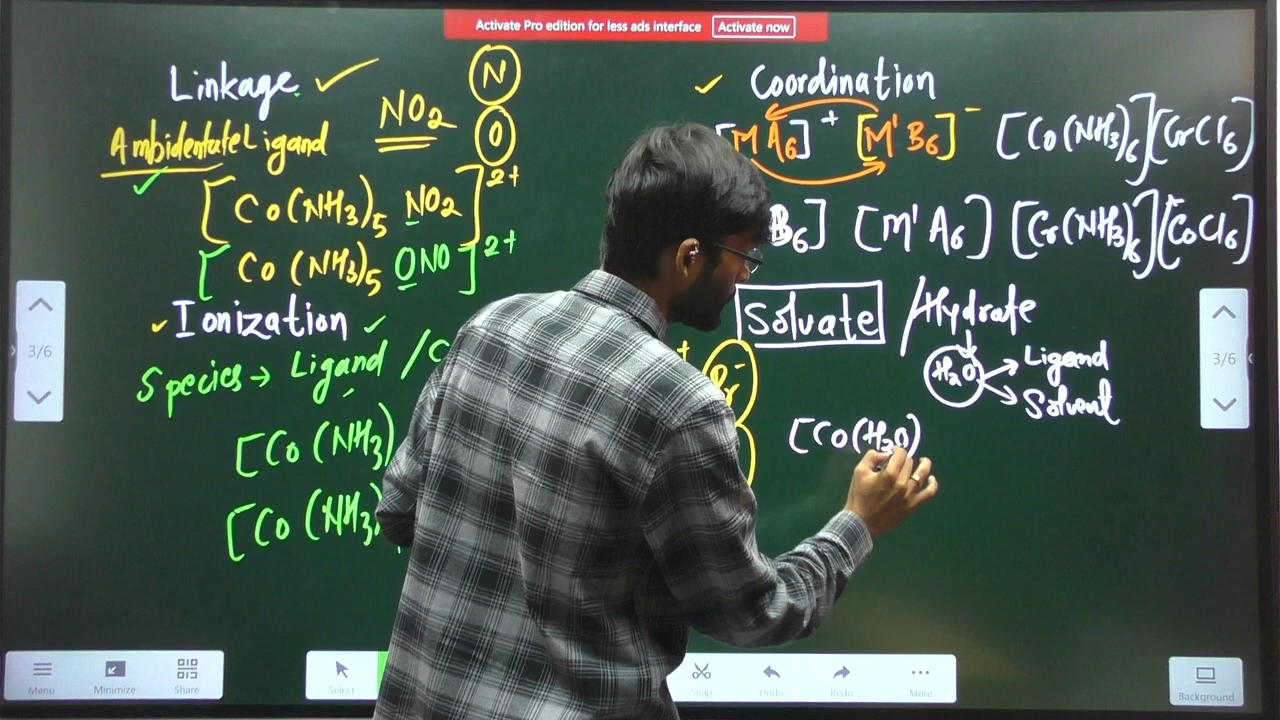 Activate Pro edition for less ads interface Activate now
Linkage
NO2
N
O
Ambidentate Ligand
[Co(NH3)5 NO2]2+
[Co(NH3)5 ONO]2+
Ionization
Species → Ligand /
[Co(NH3)
[Co(NH3)
Coordination
[MA6]+ [M'B6]-
[Co(NH3)6][CrCl6]
B6] [M'A6]
[Cr(NH3)6][CoCl6]
Solvate / Hydrate
H2O
Ligand
Solvent
Br-
[Co(H2O)
3/6
3/6
Menu
Minimize
Share
Select
Snap
Undo
Redo
More
Background